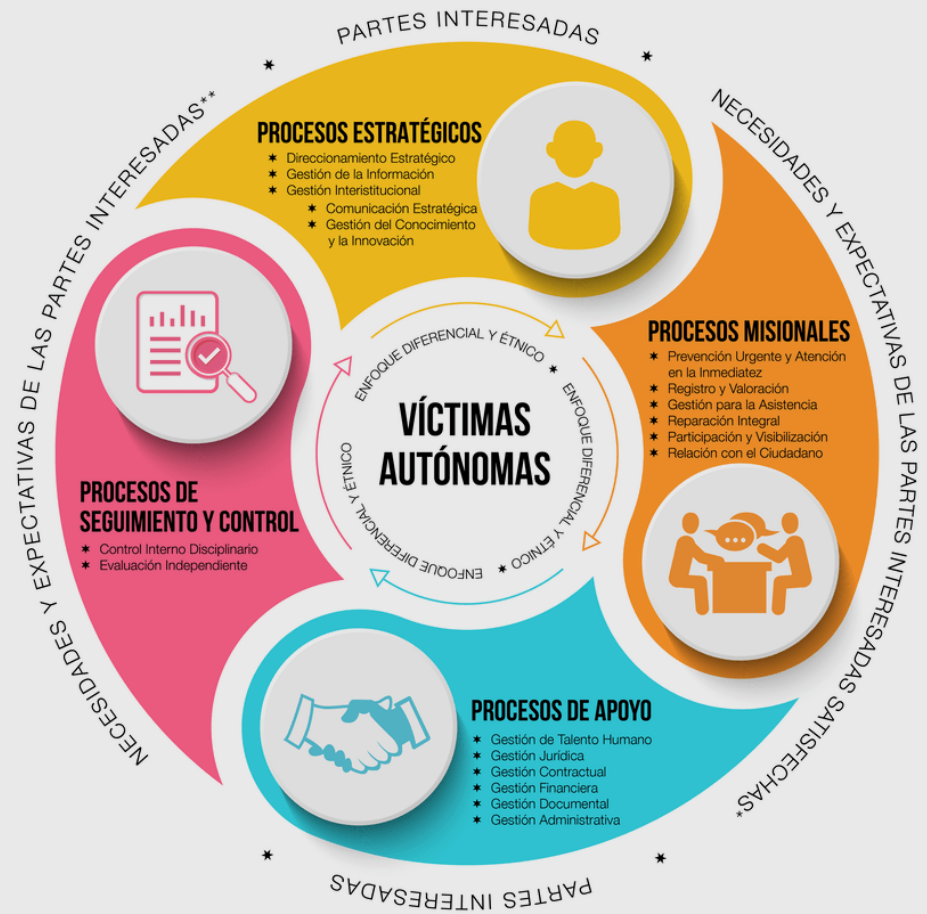 PARTES INTERESADAS
NECESIDADES Y EXPECTATIVAS DE LAS PARTES INTERESADAS**
NECESIDADES Y EXPECTATIVAS DE LAS PARTES INTERESADAS SATISFECHAS*
PROCESOS ESTRATÉGICOS
✶ Direccionamiento Estratégico
✶ Gestión de la Información
✶ Gestión Interistitucional
✶ Comunicación Estratégica
✶ Gestión del Conocimiento
y la Innovación
PROCESOS MISIONALES
✶ Prevención Urgente y Atención
en la Inmediatez
✶ Registro y Valoración
✶ Gestión para la Asistencia
✶ Reparación Integral
✶ Participación y Visibilización
✶ Relación con el Ciudadano
ENFOQUE DIFERENCIAL Y ÉTNICO
ENFOQUE DIFERENCIAL Y ÉTNICO
ENFOQUE DIFERENCIAL Y ÉTNICO
ENFOQUE DIFERENCIAL Y ÉTNICO
VÍCTIMAS
AUTÓNOMAS
PROCESOS DE
SEGUIMIENTO Y CONTROL
✶ Control Interno Disciplinario
✶ Evaluación Independiente
PROCESOS DE APOYO
✶ Gestión de Talento Humano
✶ Gestión Jurídica
✶ Gestión Contractual
✶ Gestión Financiera
✶ Gestión Documental
✶ Gestión Administrativa
PARTES INTERESADAS